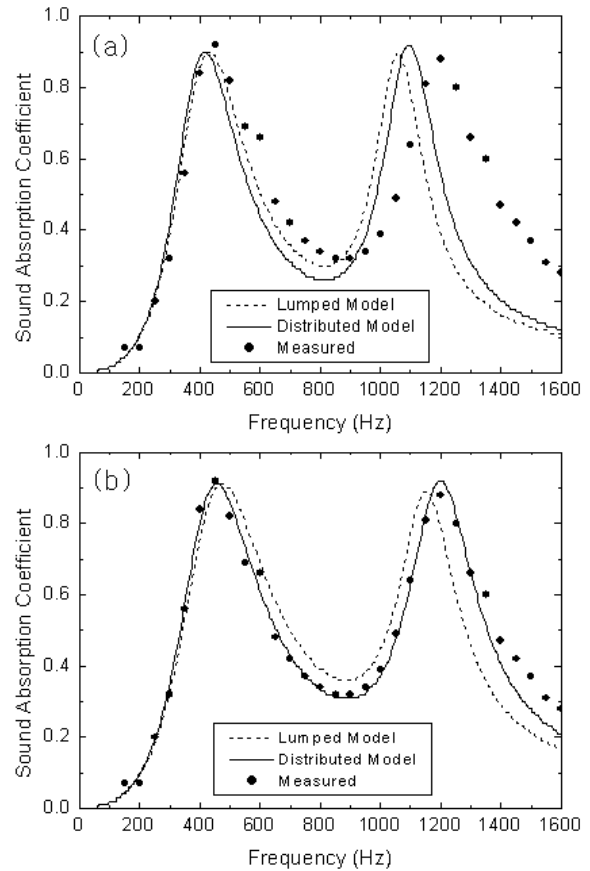 (a)
1.0
0.8
0.6
0.4
0.2
0.0
Sound Absorption Coefficient
Lumped Model
Distributed Model
Measured
0 200 400 600 800 1000 1200 1400 1600
Frequency (Hz)
(b)
1.0
0.8
0.6
0.4
0.2
0.0
Sound Absorption Coefficient
Lumped Model
Distributed Model
Measured
0 200 400 600 800 1000 1200 1400 1600
Frequency (Hz)